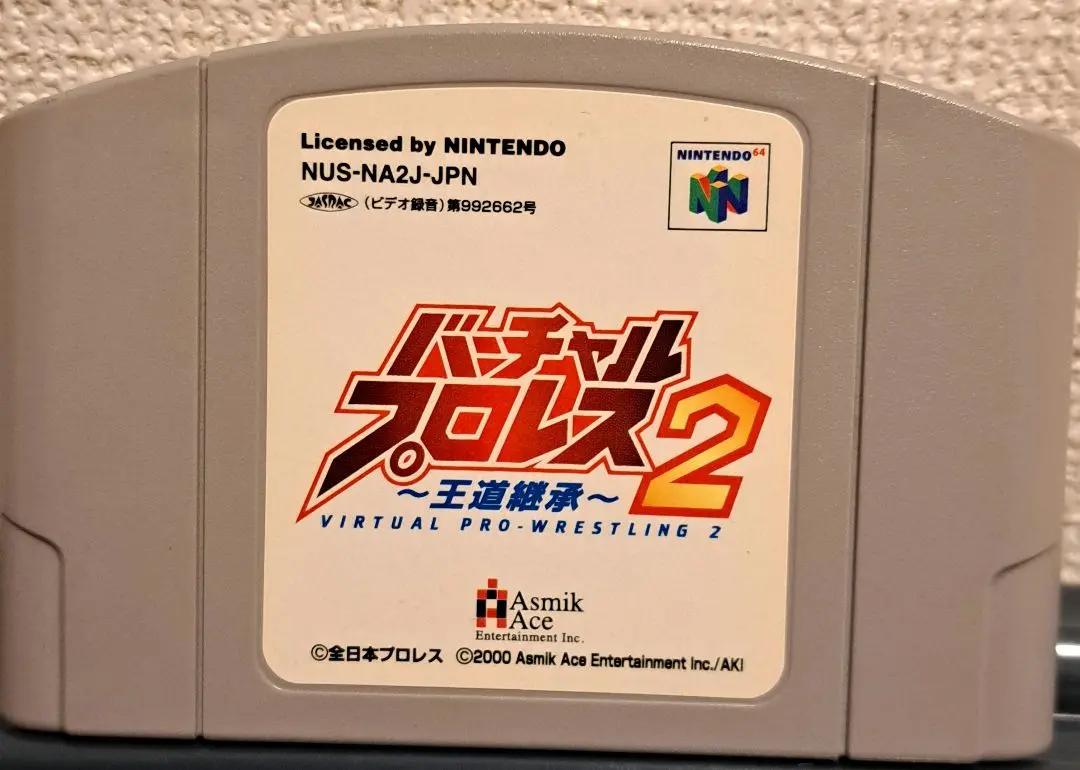 Licensed by NINTENDO
NUS-NA2J-JPN
JASRAC (ビデオ録音)第992662号
NINTENDO 64
バーチャル
プロレス2
~王道継承~
VIRTUAL PRO-WRESTLING 2
Asmik
Ace
Entertainment Inc.
©全日本プロレス ©2000 Asmik Ace Entertainment inc./AKI